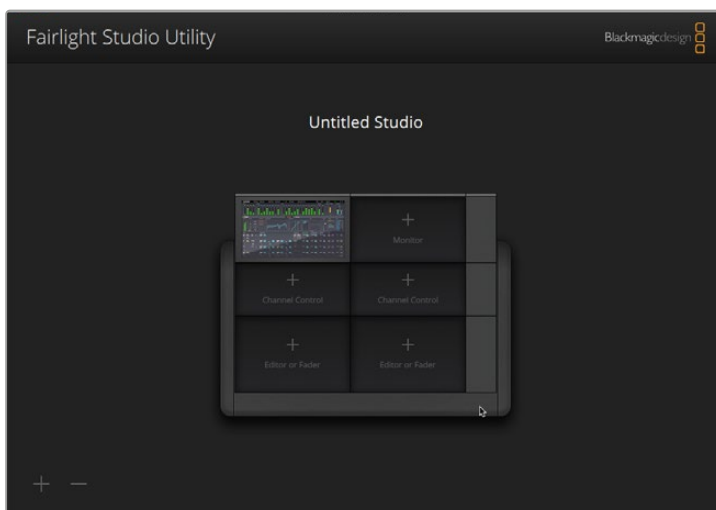 Fairlight Studio Utility
Blackmagicdesign
Untitled Studio
Monitor
Channel Control
Channel Control
Editor or Fader
Editor or Fader